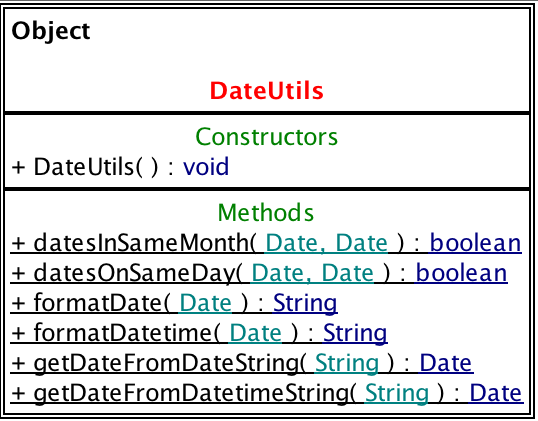 Object
DateUtils
Constructors
+ DateUtils( ) : void
Methods
+ datesInSameMonth( Date, Date ) : boolean
+ datesOnSameDay( Date, Date ) : boolean
+ formatDate( Date ) : String
+ formatDatetime( Date ) : String
+ getDateFromDateString( String ) : Date
+ getDateFromDatetimeString( String ) : Date